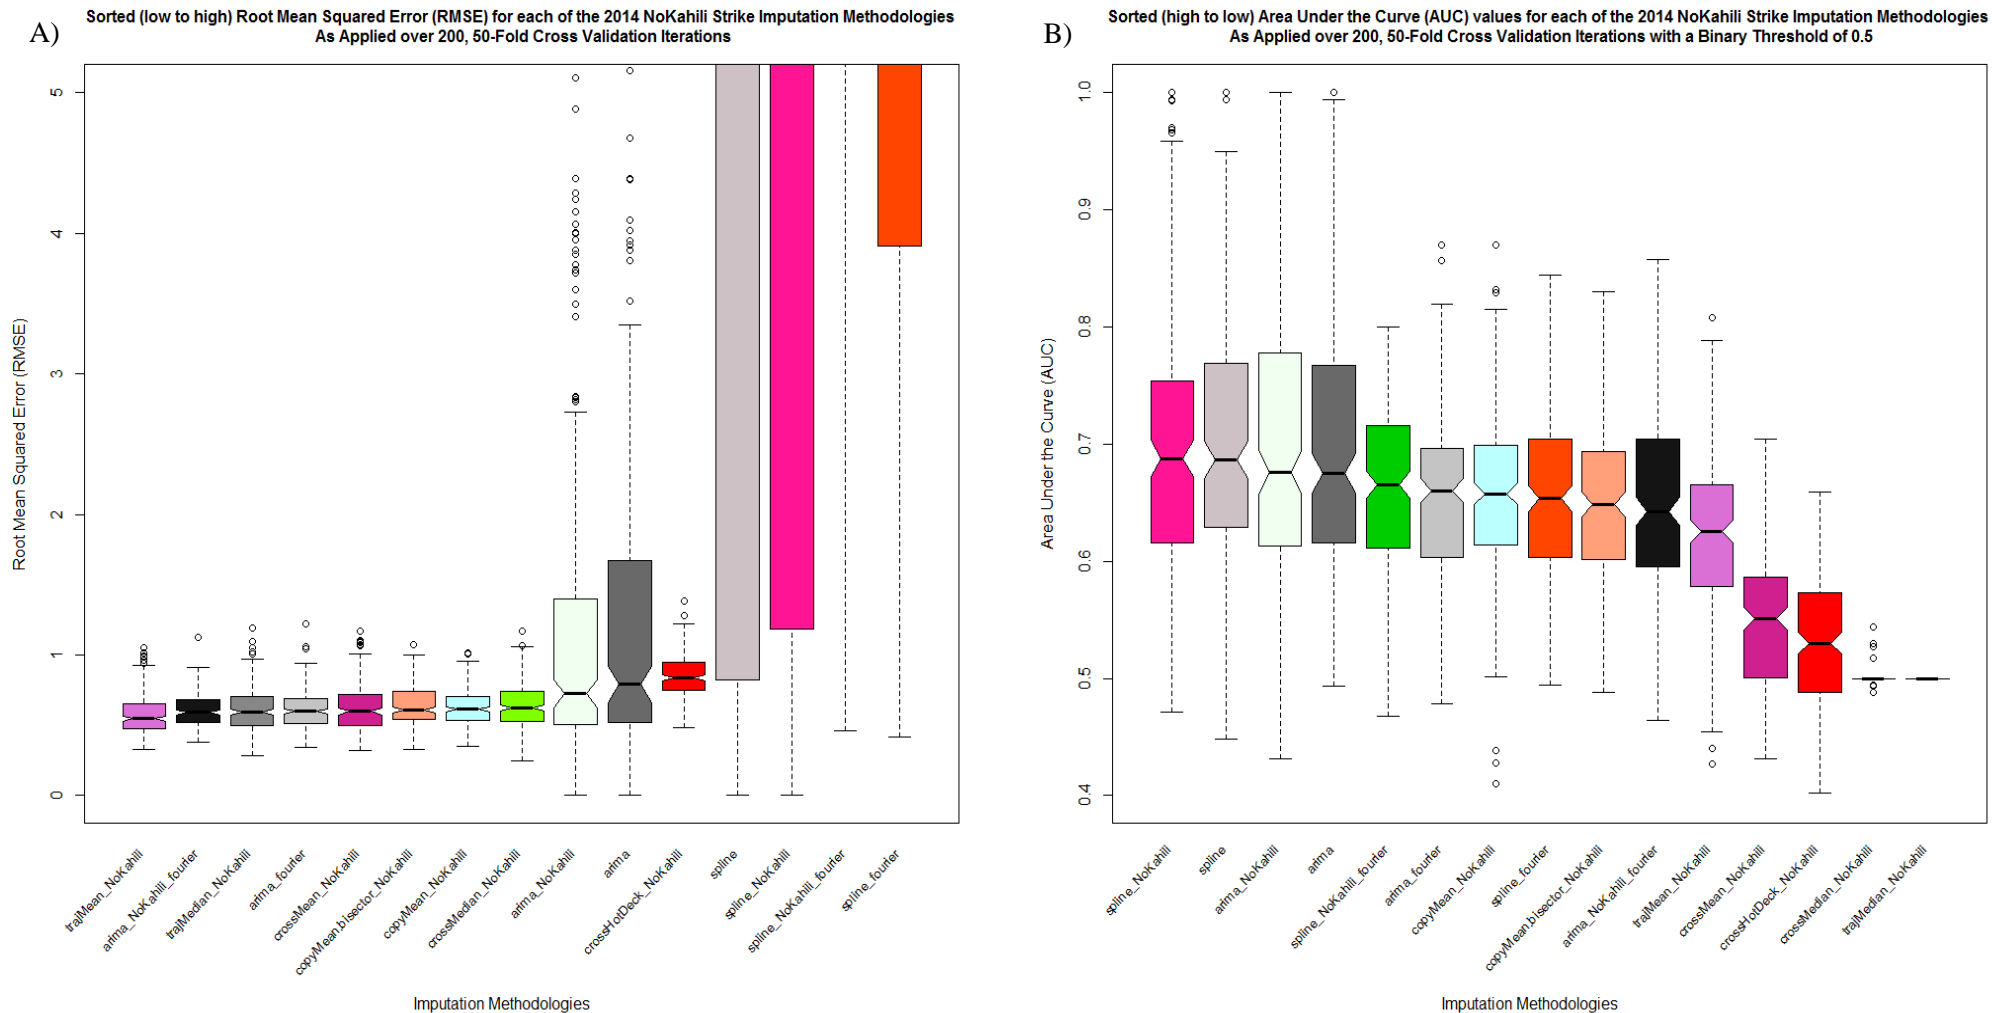 A)
Sorted (low to high) Root Mean Squared Error (RMSE) for each of the 2014 NoKahili Strike Imputation Methodologies
As Applied over 200, 50-Fold Cross Validation Iterations
Root Mean Squared Error (RMSE)
5
4
3
2
1
0
trajMean_NoKahili
arima_NoKahili_fourier
trajMedian_NoKahili
arima_fourier
crossMean_NoKahili
copyMean.bisector_NoKahili
copyMean_NoKahili
crossMedian_NoKahili
arima_NoKahili
arima
crossHotDeck_NoKahili
spline
spline_NoKahili
spline_NoKahili_fourier
spline_fourier
Imputation Methodologies
B)
Sorted (high to low) Area Under the Curve (AUC) values for each of the 2014 NoKahili Strike Imputation Methodologies
As Applied over 200, 50-Fold Cross Validation Iterations with a Binary Threshold of 0.5
Area Under the Curve (AUC)
1.0
0.9
0.8
0.7
0.6
0.5
0.4
spline_NoKahili
spline
arima_NoKahili
arima
spline_NoKahili_fourier
arima_fourier
copyMean_NoKahili
spline_fourier
copyMean.bisector_NoKahili
arima_NoKahili_fourier
trajMean_NoKahili
crossMean_NoKahili
crossHotDeck_NoKahili
crossMedian_NoKahili
trajMedian_NoKahili
Imputation Methodologies